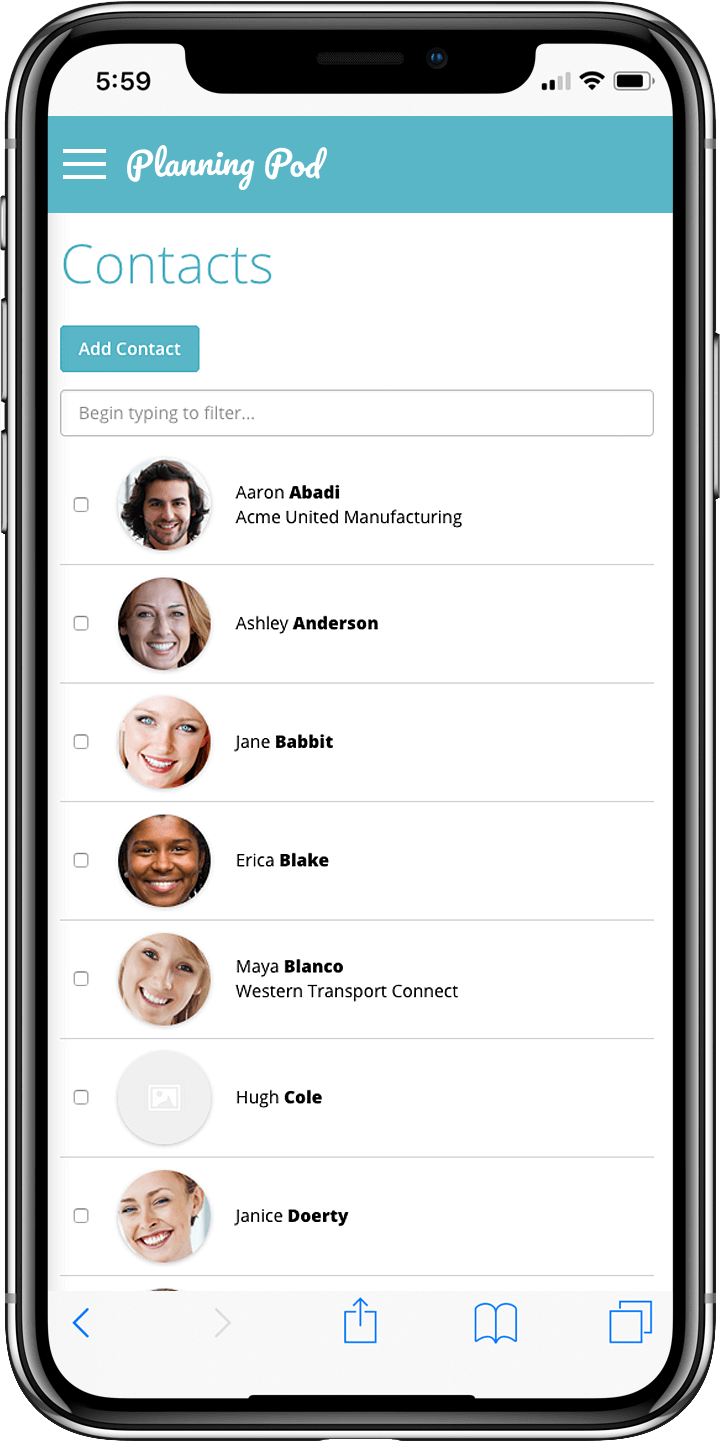 5:59
Planning Pod
Contacts
Add Contact
Begin typing to filter...
Aaron Abadi
Acme United Manufacturing
Ashley Anderson
Jane Babbit
Erica Blake
Maya Blanco
Western Transport Connect
Hugh Cole
Janice Doerty